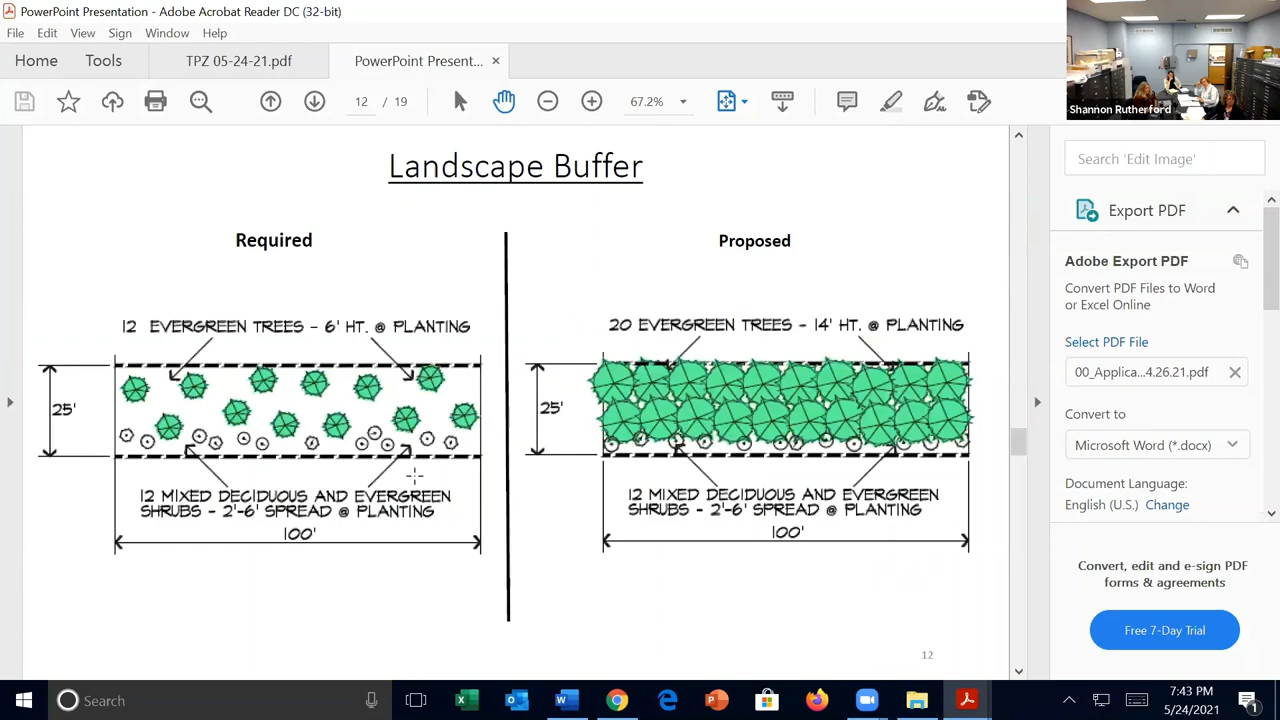 PowerPoint Presentation - Adobe Acrobat Reader DC (32-bit)
File Edit View Sign Window Help
Home Tools TPZ 05-24-21.pdf PowerPoint Present... ×
12 / 19 67.2%
Shannon Rutherford
Landscape Buffer
Required
Proposed
12 EVERGREEN TREES - 6' HT. @ PLANTING
25'
12 MIXED DECIDUOUS AND EVERGREEN
SHRUBS - 2'-6' SPREAD @ PLANTING
100'
20 EVERGREEN TREES - 14' HT. @ PLANTING
25'
12 MIXED DECIDUOUS AND EVERGREEN
SHRUBS - 2'-6' SPREAD @ PLANTING
100'
12
Search 'Edit Image'
Export PDF
Adobe Export PDF
Convert PDF Files to Word
or Excel Online
Select PDF File
00_Applica...4.26.21.pdf
Convert to
Microsoft Word (*.docx)
Document Language:
English (U.S.) Change
Convert, edit and e-sign PDF
forms & agreements
Free 7-Day Trial
Search
7:43 PM
5/24/2021
1